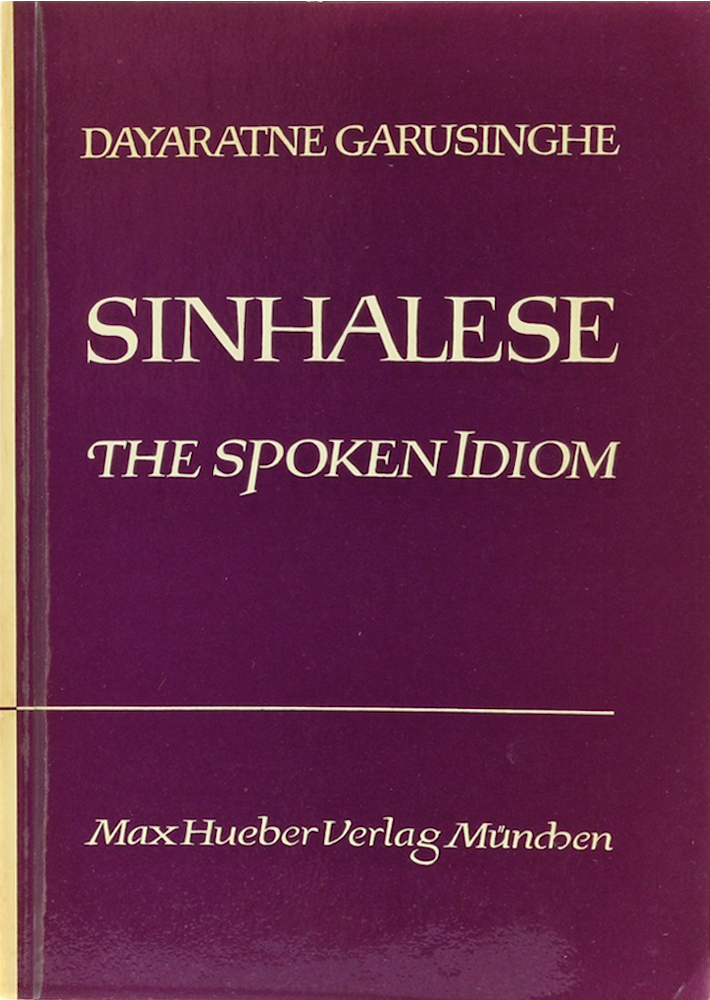 DAYARATNE GARUSINGHE
SINHALESE
THE SPOKEN IDIOM
Max Hueber Verlag München